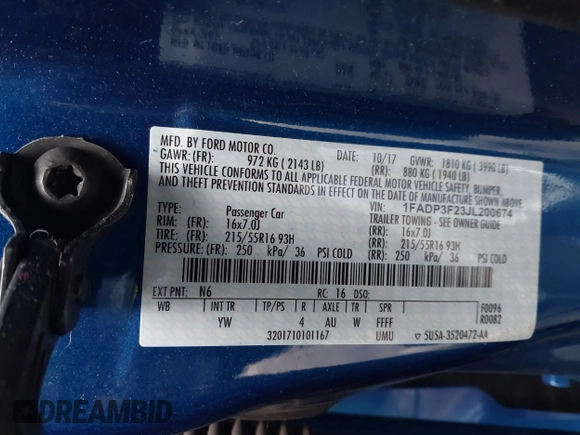 MFD. BY FORD MOTOR CO.
DATE: 10/17 GVWR: 1810 KG ( 3990 LB)
GAWR: (FR): 972 KG ( 2143 LB) (RR): 880 KG ( 1940 LB)
THIS VEHICLE CONFORMS TO ALL APPLICABLE FEDERAL MOTOR VEHICLE SAFETY, BUMPER,
AND THEFT PREVENTION STANDARDS IN EFFECT ON THE DATE OF MANUFACTURE SHOWN ABOVE.
VIN: 1FADP3F23JL200674
TYPE: Passenger Car TRAILER TOWING - SEE OWNER GUIDE
RIM: (FR): 16x7.0J (RR): 16x7.0J
TIRE: (FR): 215/55R16 93H (RR): 215/55R16 93H
PRESSURE: (FR): 250 kPa/ 36 PSI COLD (RR): 250 kPa/ 36 PSI COLD
EXT PNT: N6 RC: 16 DSO:
WB INT TR TP/PS R AXLE TR SPR
YW 4 AU W FFFF
F0096
R0082
3201710101167 UMU ▽ SU5A-3520472-AA
DREAMBID